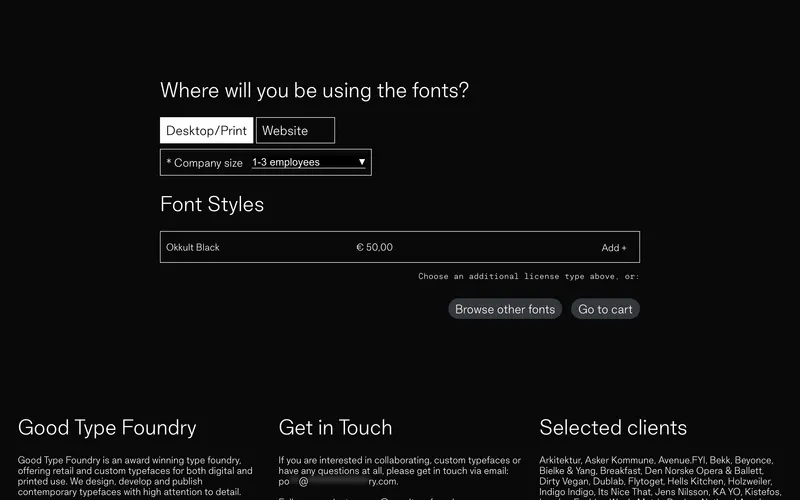 Where will you be using the fonts?
Desktop/Print
Website
* Company size 1-3 employees ▼
Font Styles
Okkult Black € 50,00 Add +
Choose an additional license type above, or:
Browse other fonts
Go to cart
Good Type Foundry
Good Type Foundry is an award winning type foundry,
offering retail and custom typefaces for both digital and
printed use. We design, develop and publish
contemporary typefaces with high attention to detail.
Get in Touch
If you are interested in collaborating, custom typefaces or
have any questions at all, please get in touch via email:
Selected clients
Arkitektur, Asker Kommune, Avenue.FYI, Bekk, Beyonce,
Bielke & Yang, Breakfast, Den Norske Opera & Ballett,
Dirty Vegan, Dublab, Flytoget, Hells Kitchen, Holzweiler,
Indigo Indigo, Its Nice That, Jens Nilsson, KA YO, Kistefos,